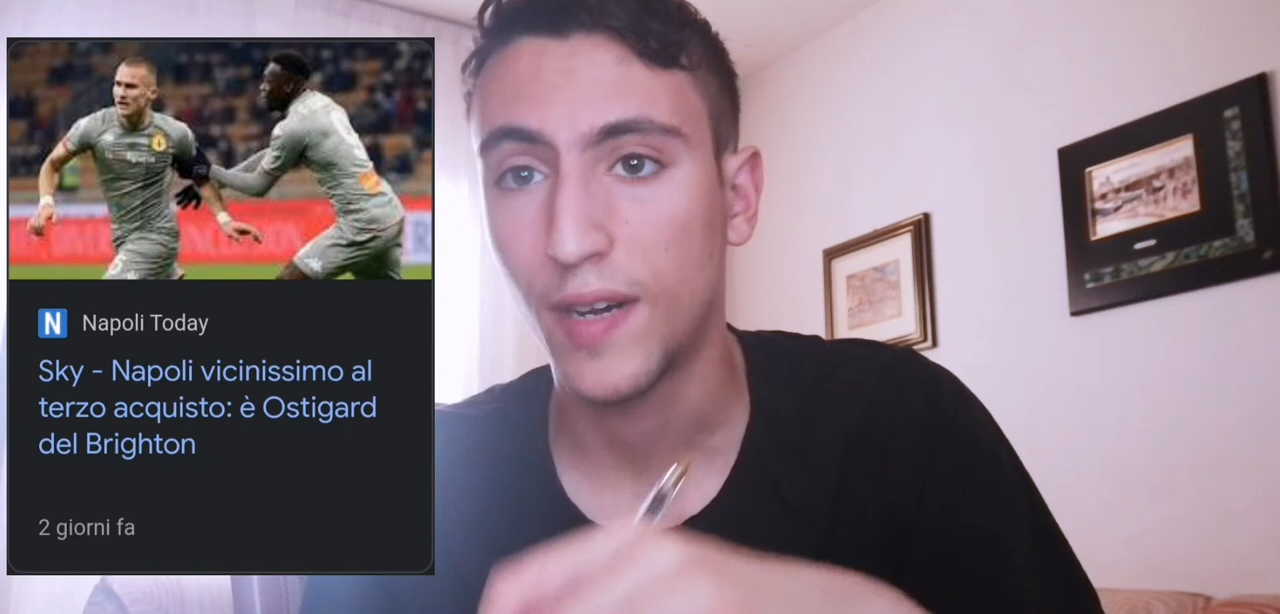 N Napoli Today
Sky - Napoli vicinissimo al
terzo acquisto: è Ostigard
del Brighton
2 giorni fa